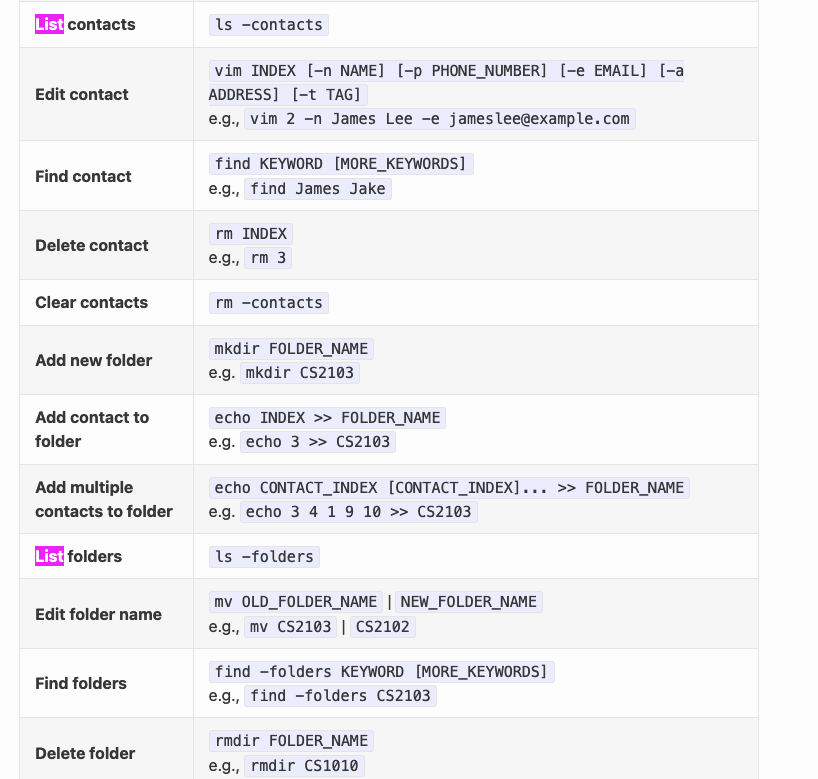 List contacts
ls -contacts
Edit contact
vim INDEX [-n NAME] [-p PHONE_NUMBER] [-e EMAIL] [-a
ADDRESS] [-t TAG]
e.g., vim 2 -n James Lee -e jameslee@example.com
Find contact
find KEYWORD [MORE_KEYWORDS]
e.g., find James Jake
Delete contact
rm INDEX
e.g., rm 3
Clear contacts
rm -contacts
Add new folder
mkdir FOLDER_NAME
e.g. mkdir CS2103
Add contact to
folder
echo INDEX >> FOLDER_NAME
e.g. echo 3 >> CS2103
Add multiple
contacts to folder
echo CONTACT_INDEX [CONTACT_INDEX]... >> FOLDER_NAME
e.g. echo 3 4 1 9 10 >> CS2103
List folders
ls -folders
Edit folder name
mv OLD_FOLDER_NAME | NEW_FOLDER_NAME
e.g., mv CS2103 | CS2102
Find folders
find -folders KEYWORD [MORE_KEYWORDS]
e.g., find -folders CS2103
Delete folder
rmdir FOLDER_NAME
e.g., rmdir CS1010